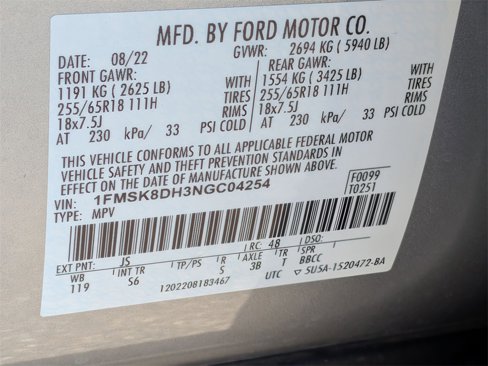 MFD. BY FORD MOTOR CO.
DATE: 08/22 GVWR: 2694 KG (5940 LB)
FRONT GAWR: REAR GAWR:
1191 KG (2625 LB) WITH 1554 KG (3425 LB) WITH
255/65R18 111H TIRES 255/65R18 111H TIRES
18x7.5J RIMS 18x7.5J RIMS
AT 230 kPa/ 33 PSI COLD AT 230 kPa/ 33 PSI COLD
THIS VEHICLE CONFORMS TO ALL APPLICABLE FEDERAL MOTOR
VEHICLE SAFETY AND THEFT PREVENTION STANDARDS IN
EFFECT ON THE DATE OF MANUFACTURE SHOWN ABOVE.
VIN: 1FMSK8DH3NGC04254 F0099
TYPE: MPV T0251
EXT PNT: JS RC: 48 DSO:
WB INT TR TP/PS R AXLE TR SPR
119 S6 S 3B T BBCC
1202208183467 UTC ▽ SU5A-1520472-BA